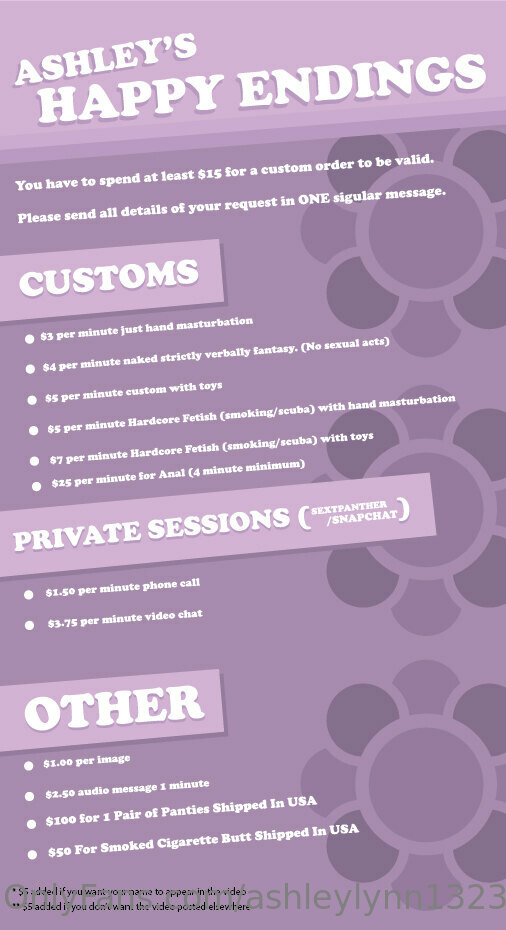 ASHLEY'S
HAPPY ENDINGS
You have to spend at least $15 for a custom order to be valid.
Please send all details of your request in ONE sigular message.
CUSTOMS
$3 per minute just hand masturbation
$4 per minute naked strictly verbally fantasy. (No sexual acts)
$5 per minute custom with toys
$5 per minute Hardcore Fetish (smoking/scuba) with hand masturbation
$7 per minute Hardcore Fetish (smoking/scuba) with toys
$25 per minute for Anal (4 minute minimum)
PRIVATE SESSIONS (SEXTPANTHER
/SNAPCHAT)
$1.50 per minute phone call
$3.75 per minute video chat
OTHER
$1.00 per image
$2.50 audio message 1 minute
$100 for 1 Pair of Panties Shipped In USA
$50 For Smoked Cigarette Butt Shipped In USA
* $5 added if you want your name to appear in the video
OnlyFans.com/ashleylynn1323
** $5 added if you don't want the video posted elsewhere